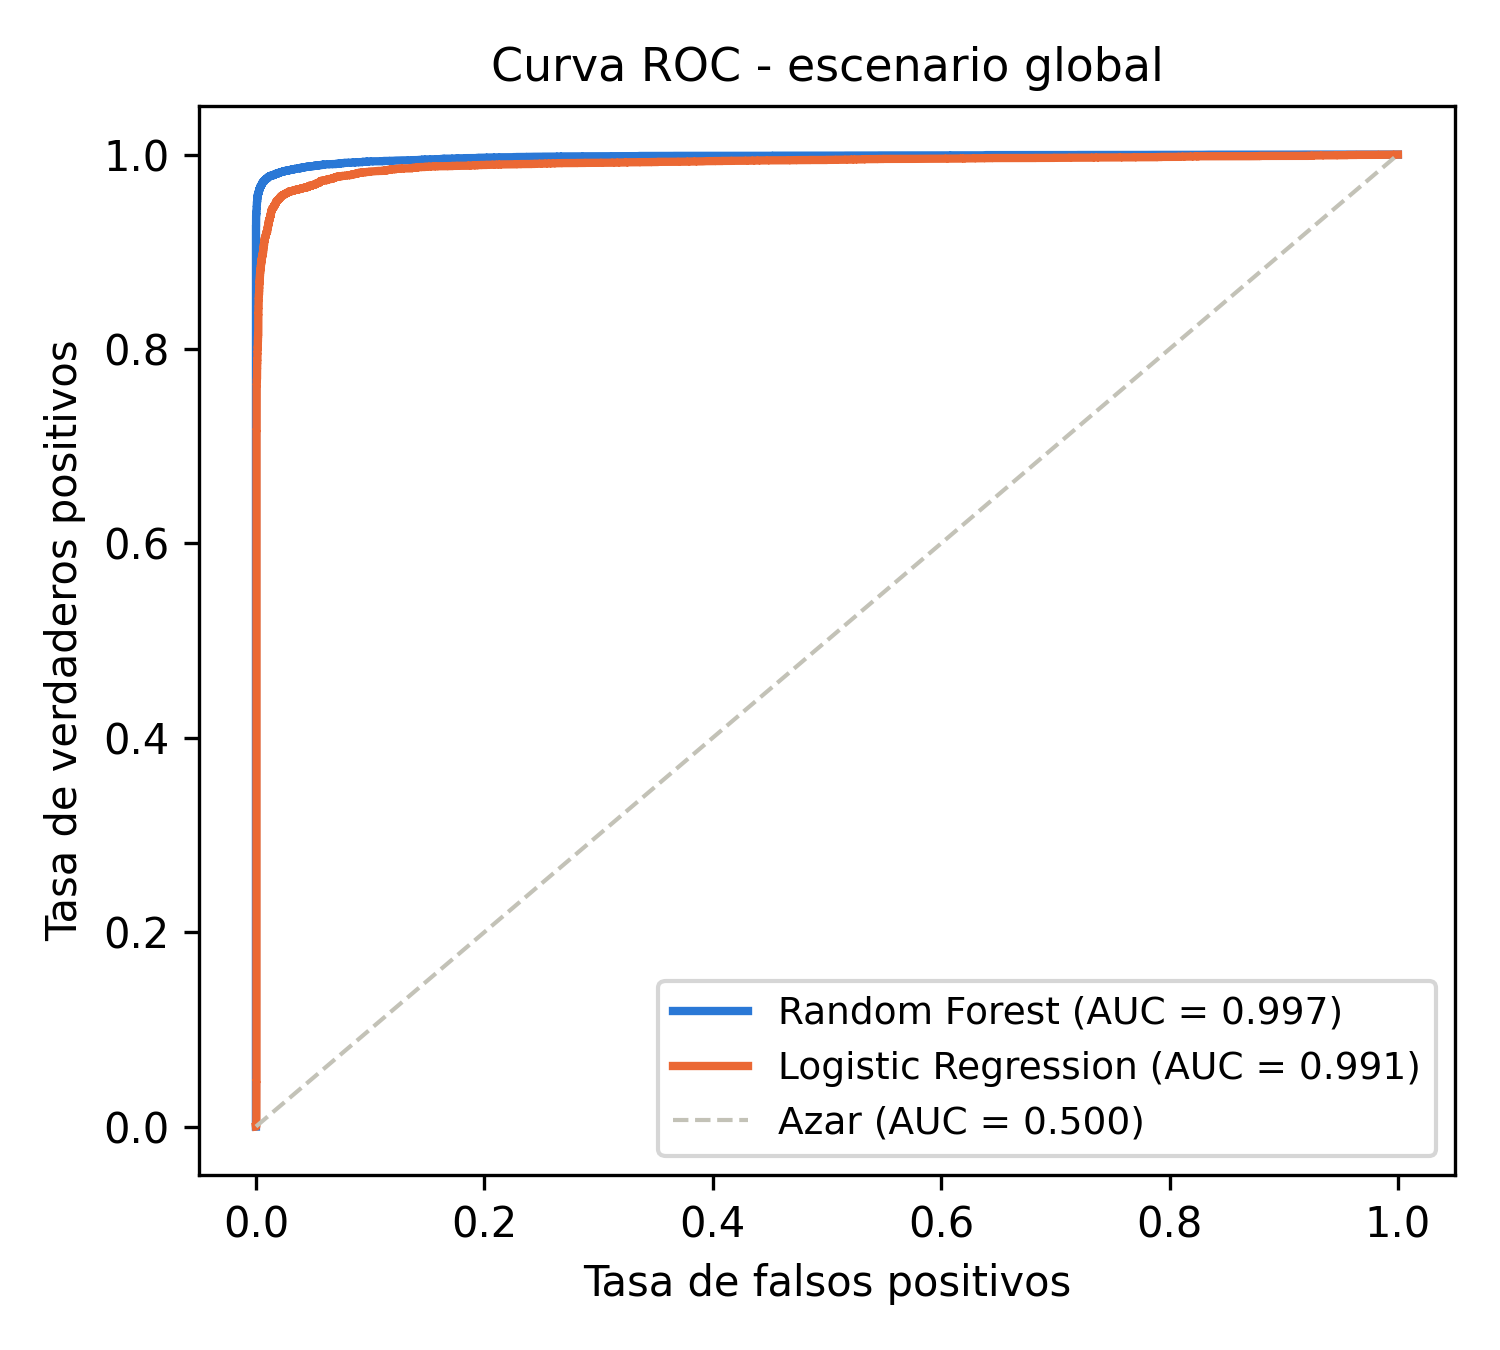 Curva ROC - escenario global
Tasa de verdaderos positivos
1.0
0.8
0.6
0.4
0.2
0.0
Random Forest (AUC = 0.997)
Logistic Regression (AUC = 0.991)
Azar (AUC = 0.500)
0.0 0.2 0.4 0.6 0.8 1.0
Tasa de falsos positivos